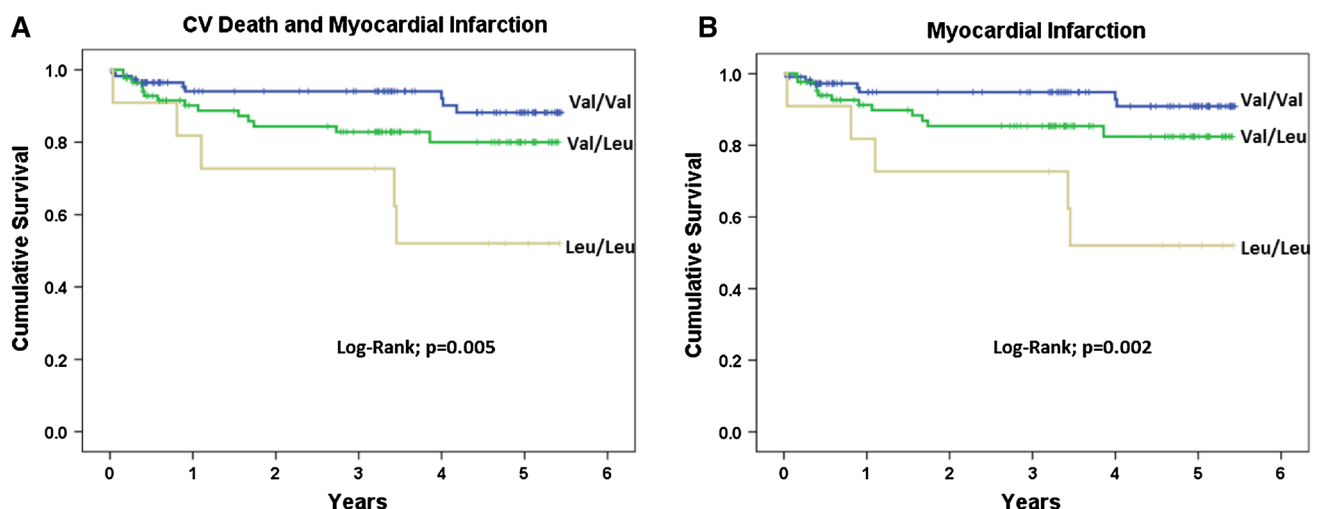 A
CV Death and Myocardial Infarction
Cumulative Survival
1.0
0.8
0.6
0.4
0.2
0.0
Val/Val
Val/Leu
Leu/Leu
Log-Rank; p=0.005
0 1 2 3 4 5 6
Years
B
Myocardial Infarction
Cumulative Survival
1.0
0.8
0.6
0.4
0.2
0.0
Val/Val
Val/Leu
Leu/Leu
Log-Rank; p=0.002
0 1 2 3 4 5 6
Years